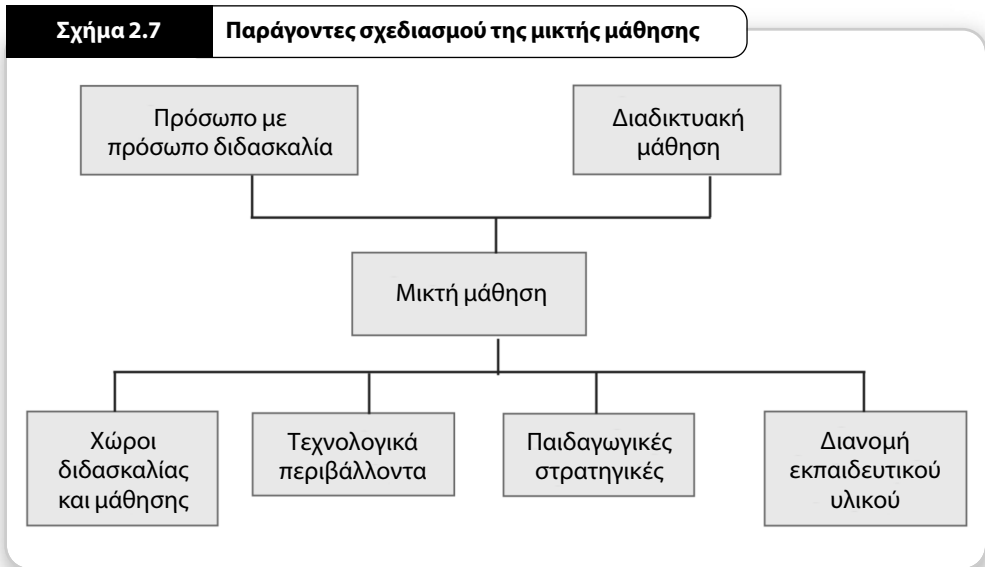 Σχήμα 2.7 Παράγοντες σχεδιασμού της μικτής μάθησης
Πρόσωπο με
πρόσωπο διδασκαλία
Διαδικτυακή
μάθηση
Μικτή μάθηση
Χώροι
διδασκαλίας
και μάθησης
Τεχνολογικά
περιβάλλοντα
Παιδαγωγικές
στρατηγικές
Διανομή
εκπαιδευτικού
υλικού